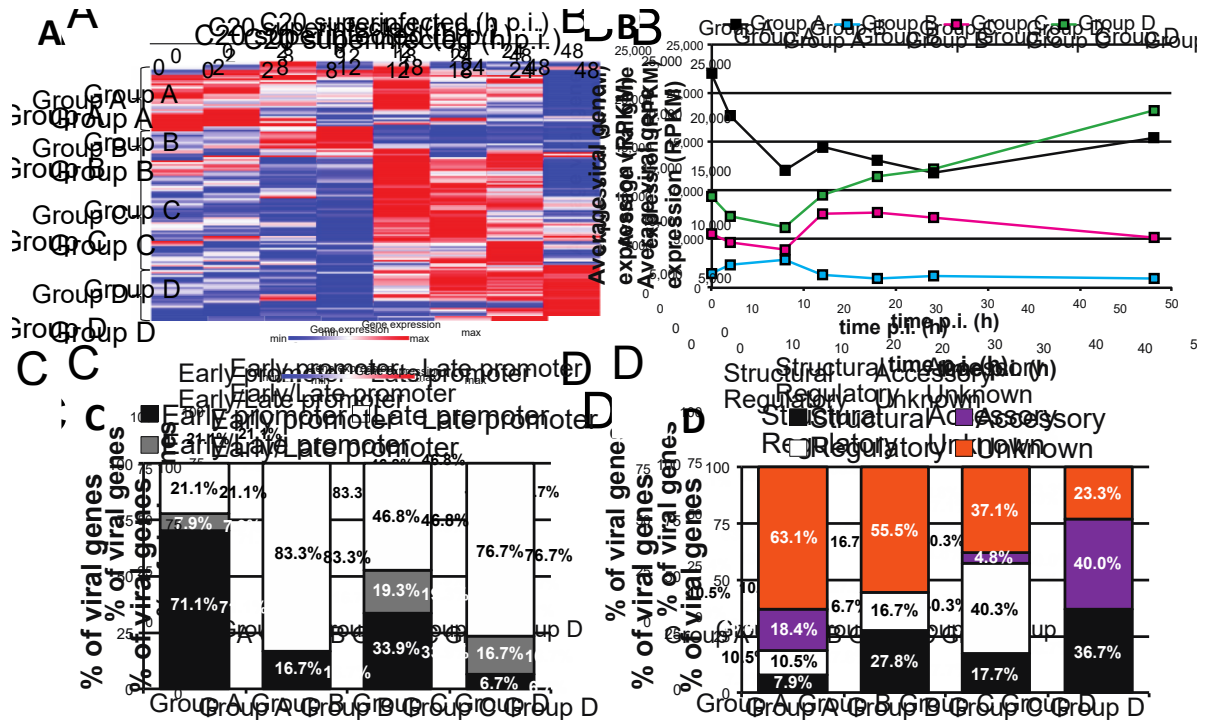 A
C20 superinfected (h p.i.)
0 2 8 12 18 24 48
Group A
Group B
Group C
Group D
Gene expression
min max
B
Group A Group B Group C Group D
Average viral gene
expression (RPKM)
25,000
20,000
15,000
10,000
5,000
0
0 10 20 30 40 50
time p.i. (h)
C
Early promoter Late promoter
Early/Late promoter
% of viral genes
100
75
50
25
0
21.1% 83.3% 46.8% 76.7%
7.9% 19.3% 16.7%
71.1% 16.7% 33.9% 6.7%
Group A Group B Group C Group D
D
Structural Accessory
Regulatory Unknown
% of viral genes
100
75
50
25
0
63.1% 55.5% 37.1% 23.3%
18.4% 4.8% 40.0%
10.5% 16.7% 40.3%
7.9% 27.8% 17.7% 36.7%
Group A Group B Group C Group D